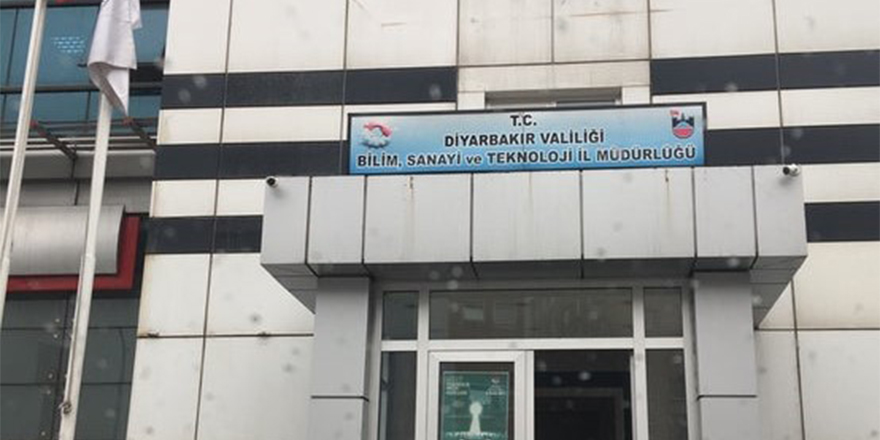 T.C.
DİYARBAKIR VALİLİĞİ
BİLİM, SANAYİ ve TEKNOLOJİ İL MÜDÜRLÜĞÜ